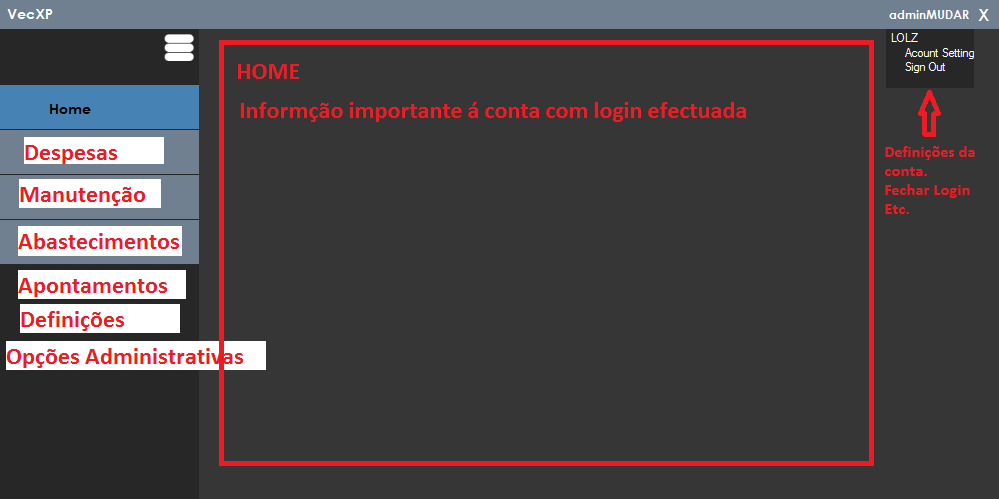 VecXP
adminMUDAR X
LOLZ
Acount Setting
Sign Out
Home
Despesas
Manutenção
Abastecimentos
Apontamentos
Definições
Opções Administrativas
HOME
Informção importante á conta com login efectuada
Definições da
conta.
Fechar Login
Etc.